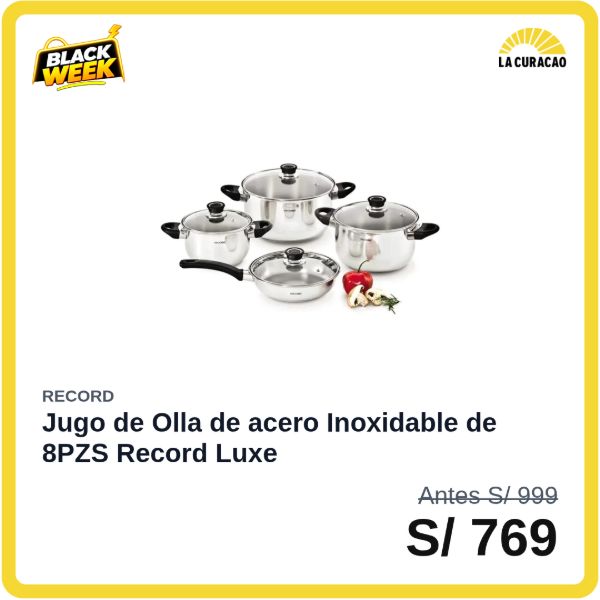 BLACK
WEEK
LA CURACAO
RECORD
Jugo de Olla de acero Inoxidable de
8PZS Record Luxe
Antes S/ 999
S/ 769